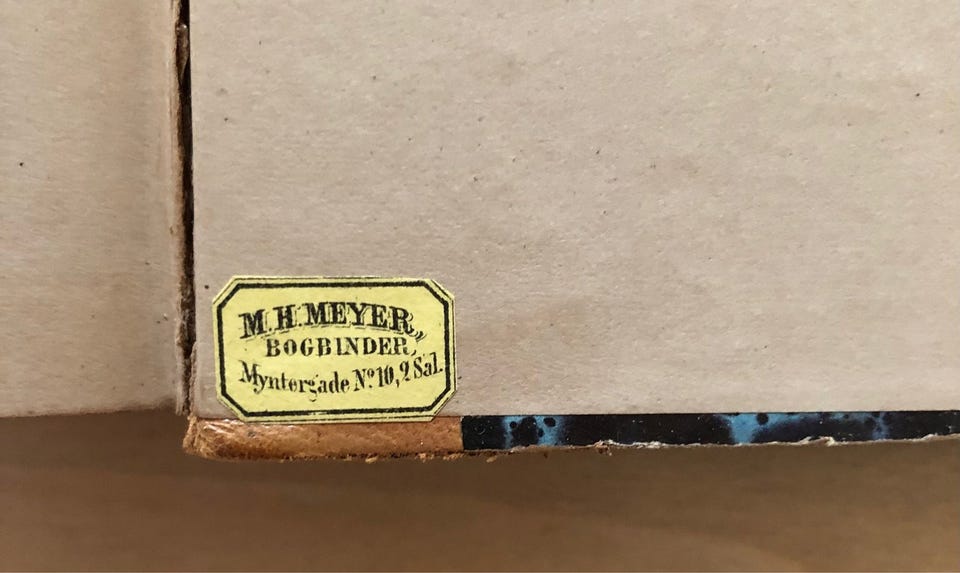 M. H. MEYER,
BOGBINDER,
Myntergade No. 10, 2 Sal.